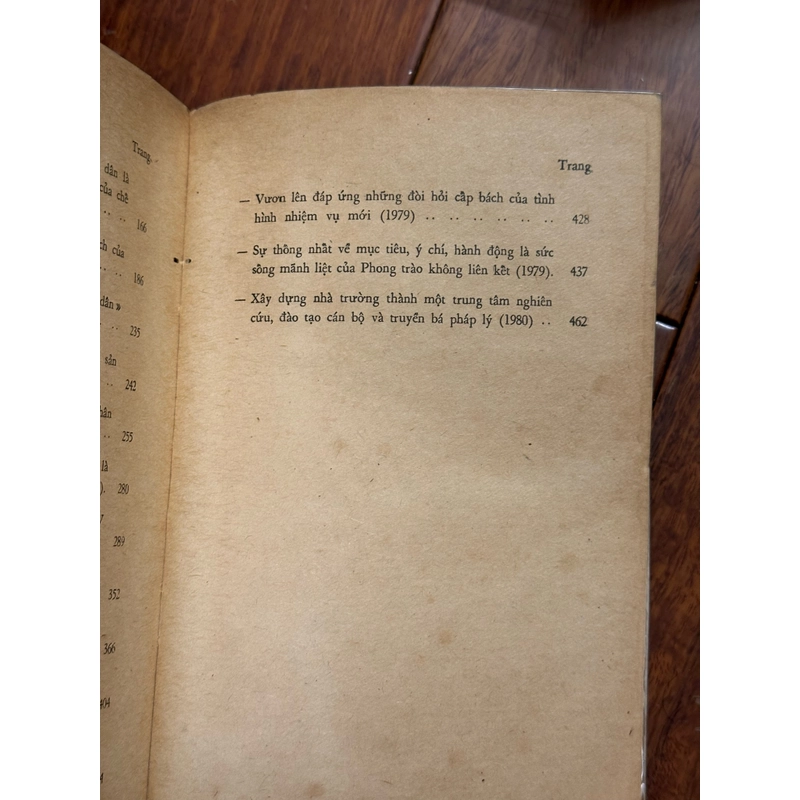 Trang
dân là
của chê
166
ch của
186
dân »
235
sản
242
255
là
). 280
289
352
366
404
Trang
— Vươn lên đáp ứng những đòi hỏi cấp bách của tình
hình nhiệm vụ mới (1979) .. .. .. .. .. .. 428
— Sự thống nhất về mục tiêu, ý chí, hành động là sức
sống mãnh liệt của Phong trào không liên kết (1979). 437
— Xây dựng nhà trường thành một trung tâm nghiên
cứu, đào tạo cán bộ và truyền bá pháp lý (1980) .. 462